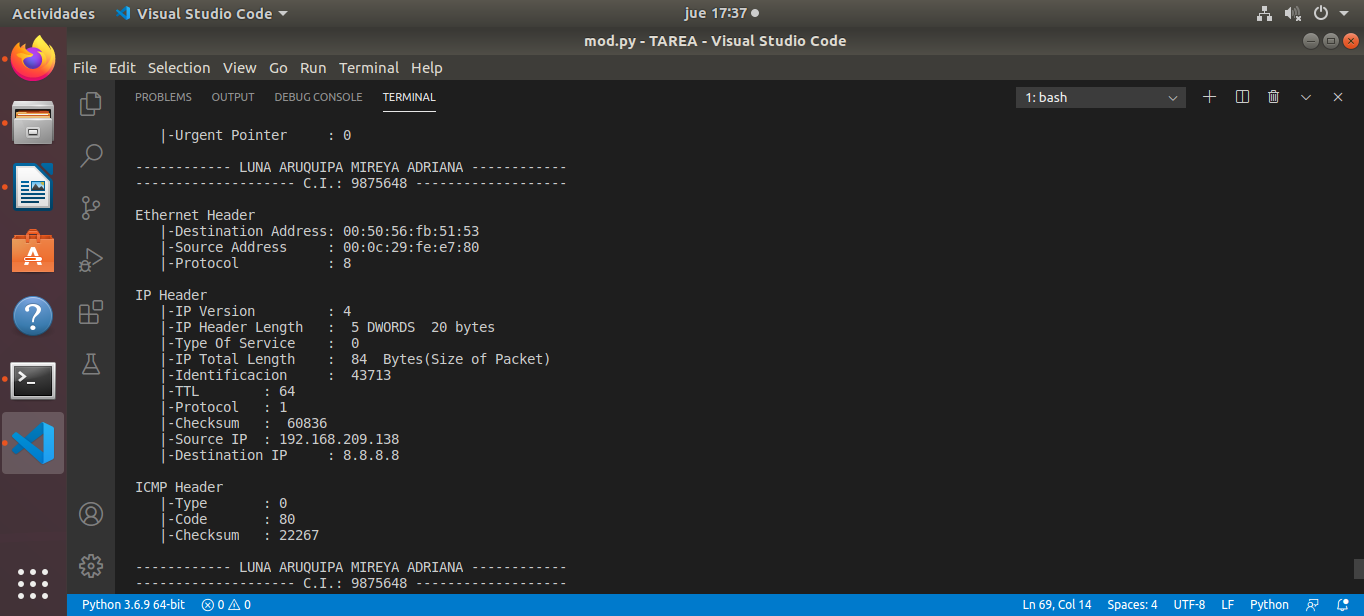 Actividades Visual Studio Code jue 17:37
mod.py - TAREA - Visual Studio Code
File Edit Selection View Go Run Terminal Help
PROBLEMS OUTPUT DEBUG CONSOLE TERMINAL 1: bash
|-Urgent Pointer : 0
------------ LUNA ARUQUIPA MIREYA ADRIANA ------------
-------------------- C.I.: 9875648 -------------------
Ethernet Header
|-Destination Address: 00:50:56:fb:51:53
|-Source Address : 00:0c:29:fe:e7:80
|-Protocol : 8
IP Header
|-IP Version : 4
|-IP Header Length : 5 DWORDS 20 bytes
|-Type Of Service : 0
|-IP Total Length : 84 Bytes(Size of Packet)
|-Identificacion : 43713
|-TTL : 64
|-Protocol : 1
|-Checksum : 60836
|-Source IP : 192.168.209.138
|-Destination IP : 8.8.8.8
ICMP Header
|-Type : 0
|-Code : 80
|-Checksum : 22267
------------ LUNA ARUQUIPA MIREYA ADRIANA ------------
-------------------- C.I.: 9875648 -------------------
Python 3.6.9 64-bit 0 0 Ln 69, Col 14 Spaces: 4 UTF-8 LF Python